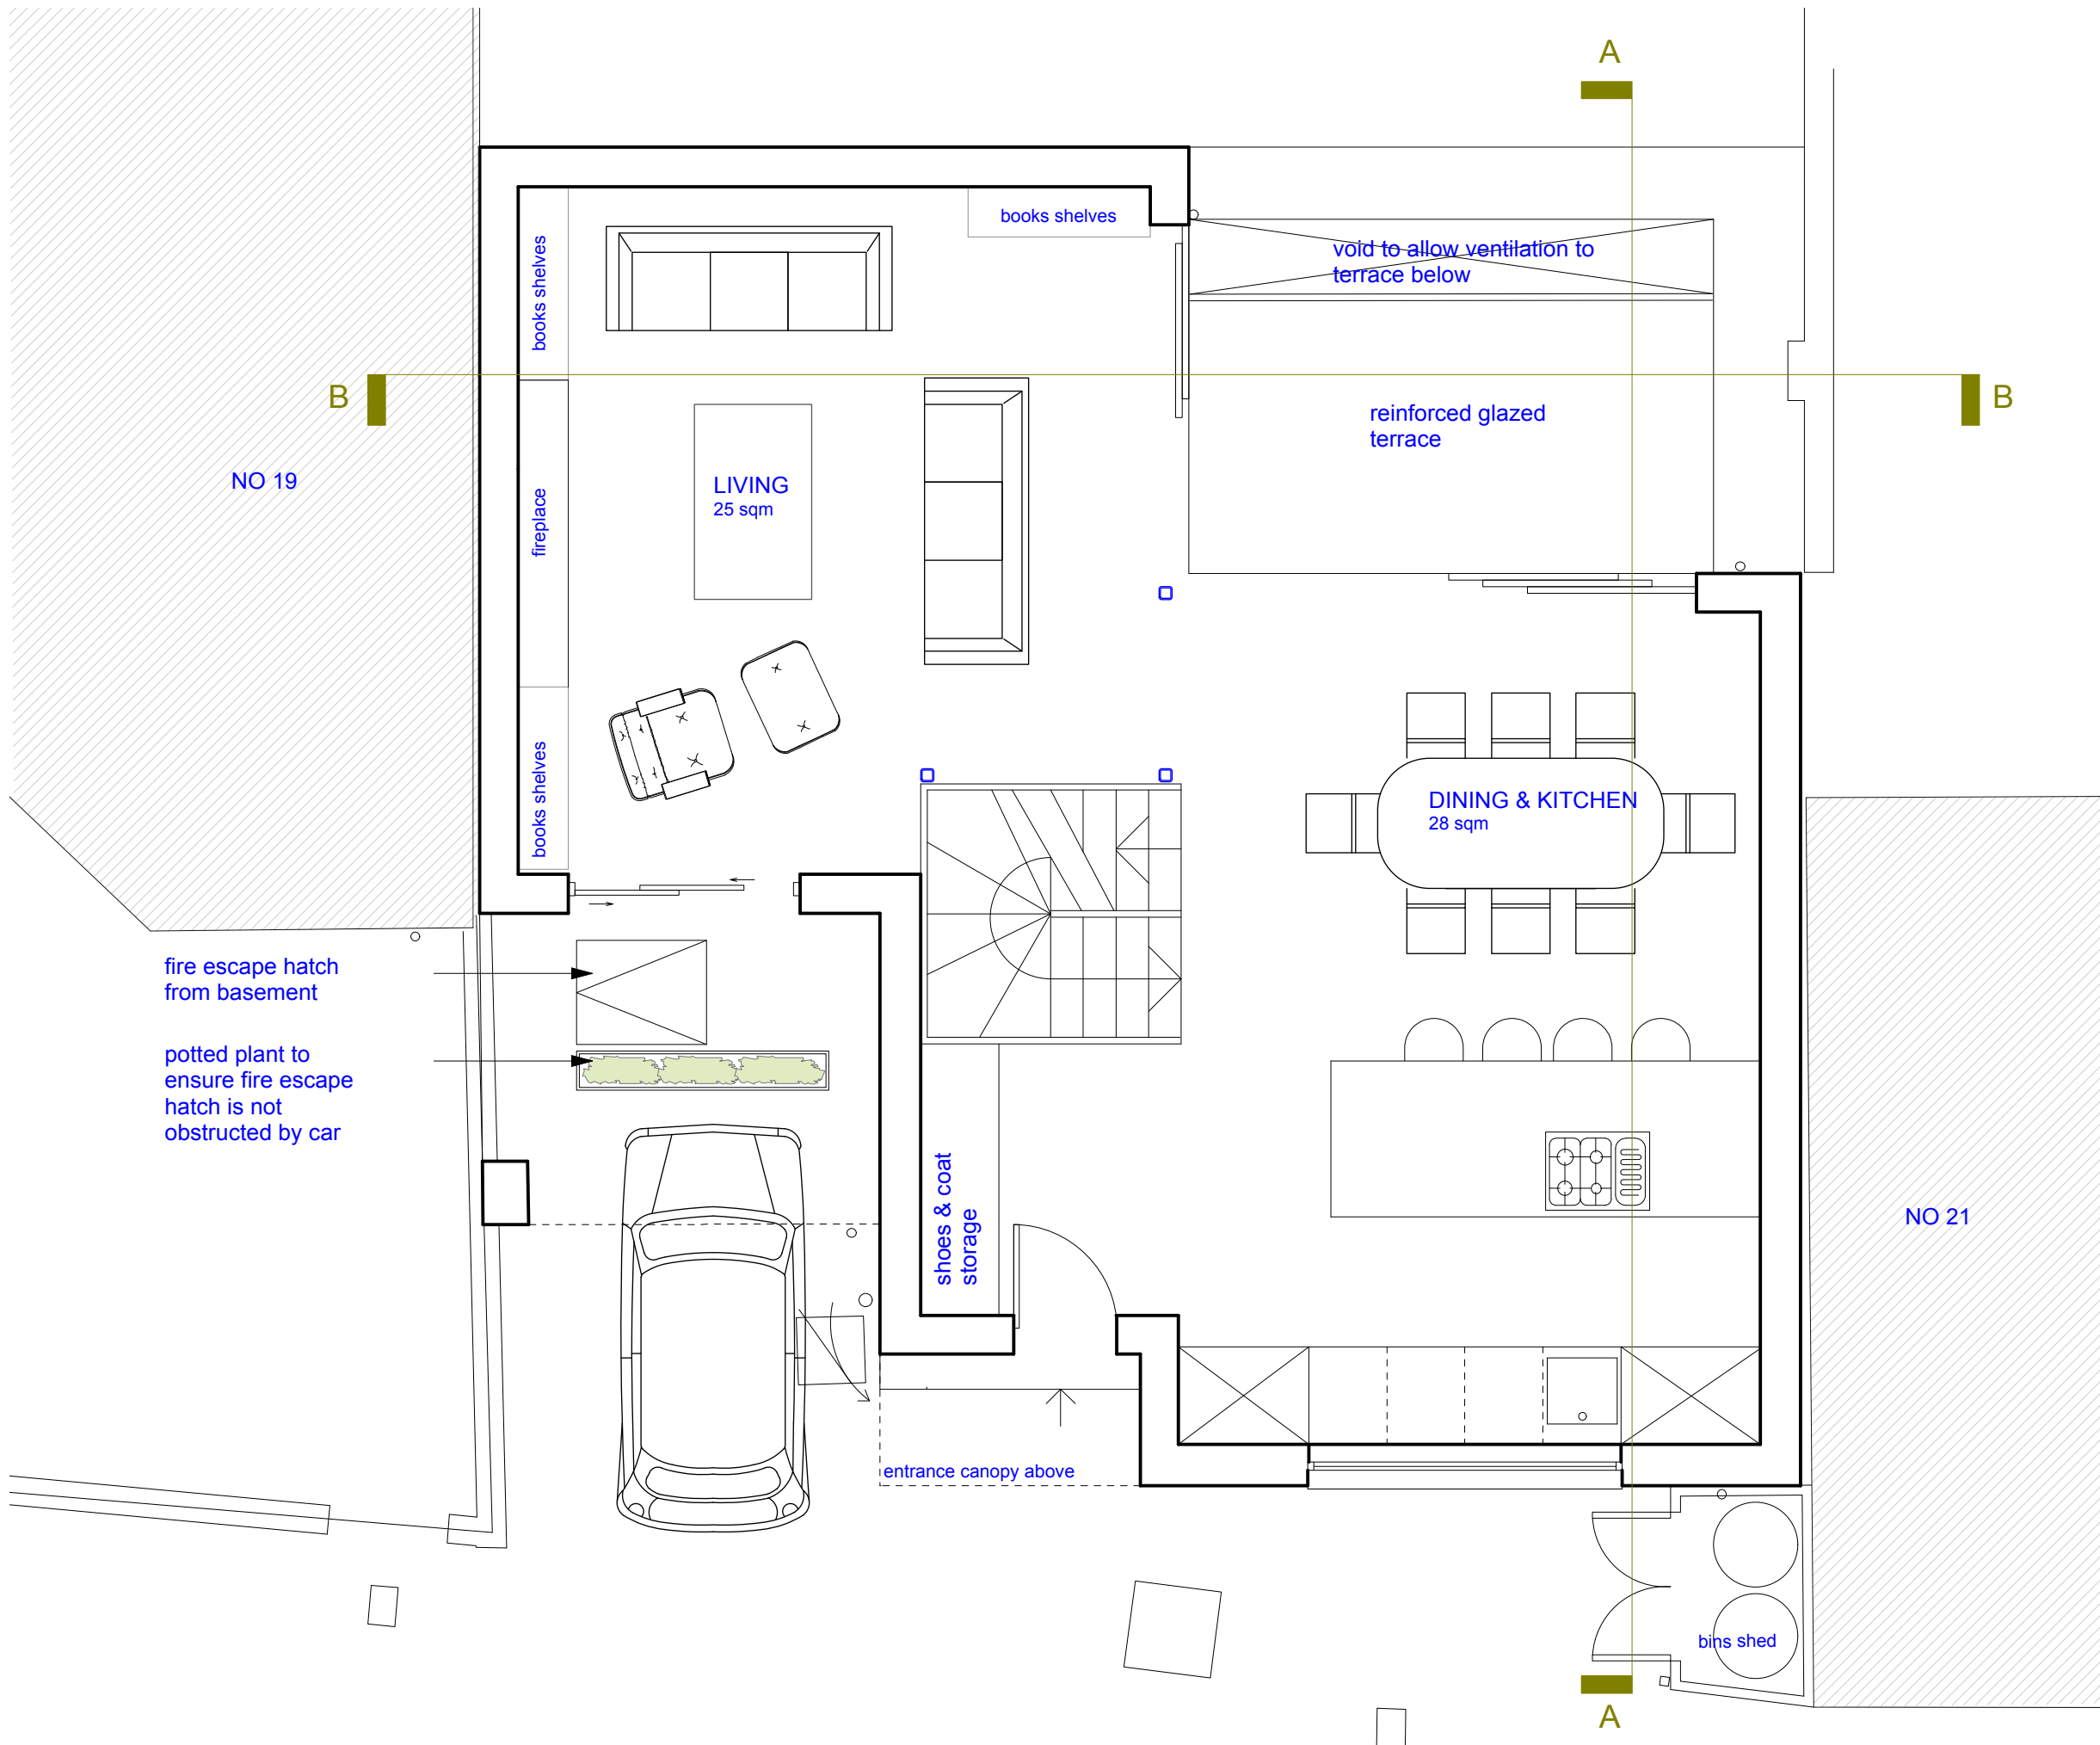 A
books shelves
books shelves
void to allow ventilation to
terrace below
B
B
reinforced glazed
terrace
NO 19
LIVING
25 sqm
fireplace
books shelves
DINING & KITCHEN
28 sqm
fire escape hatch
from basement
potted plant to
ensure fire escape
hatch is not
obstructed by car
shoes & coat
storage
NO 21
entrance canopy above
bins shed
A